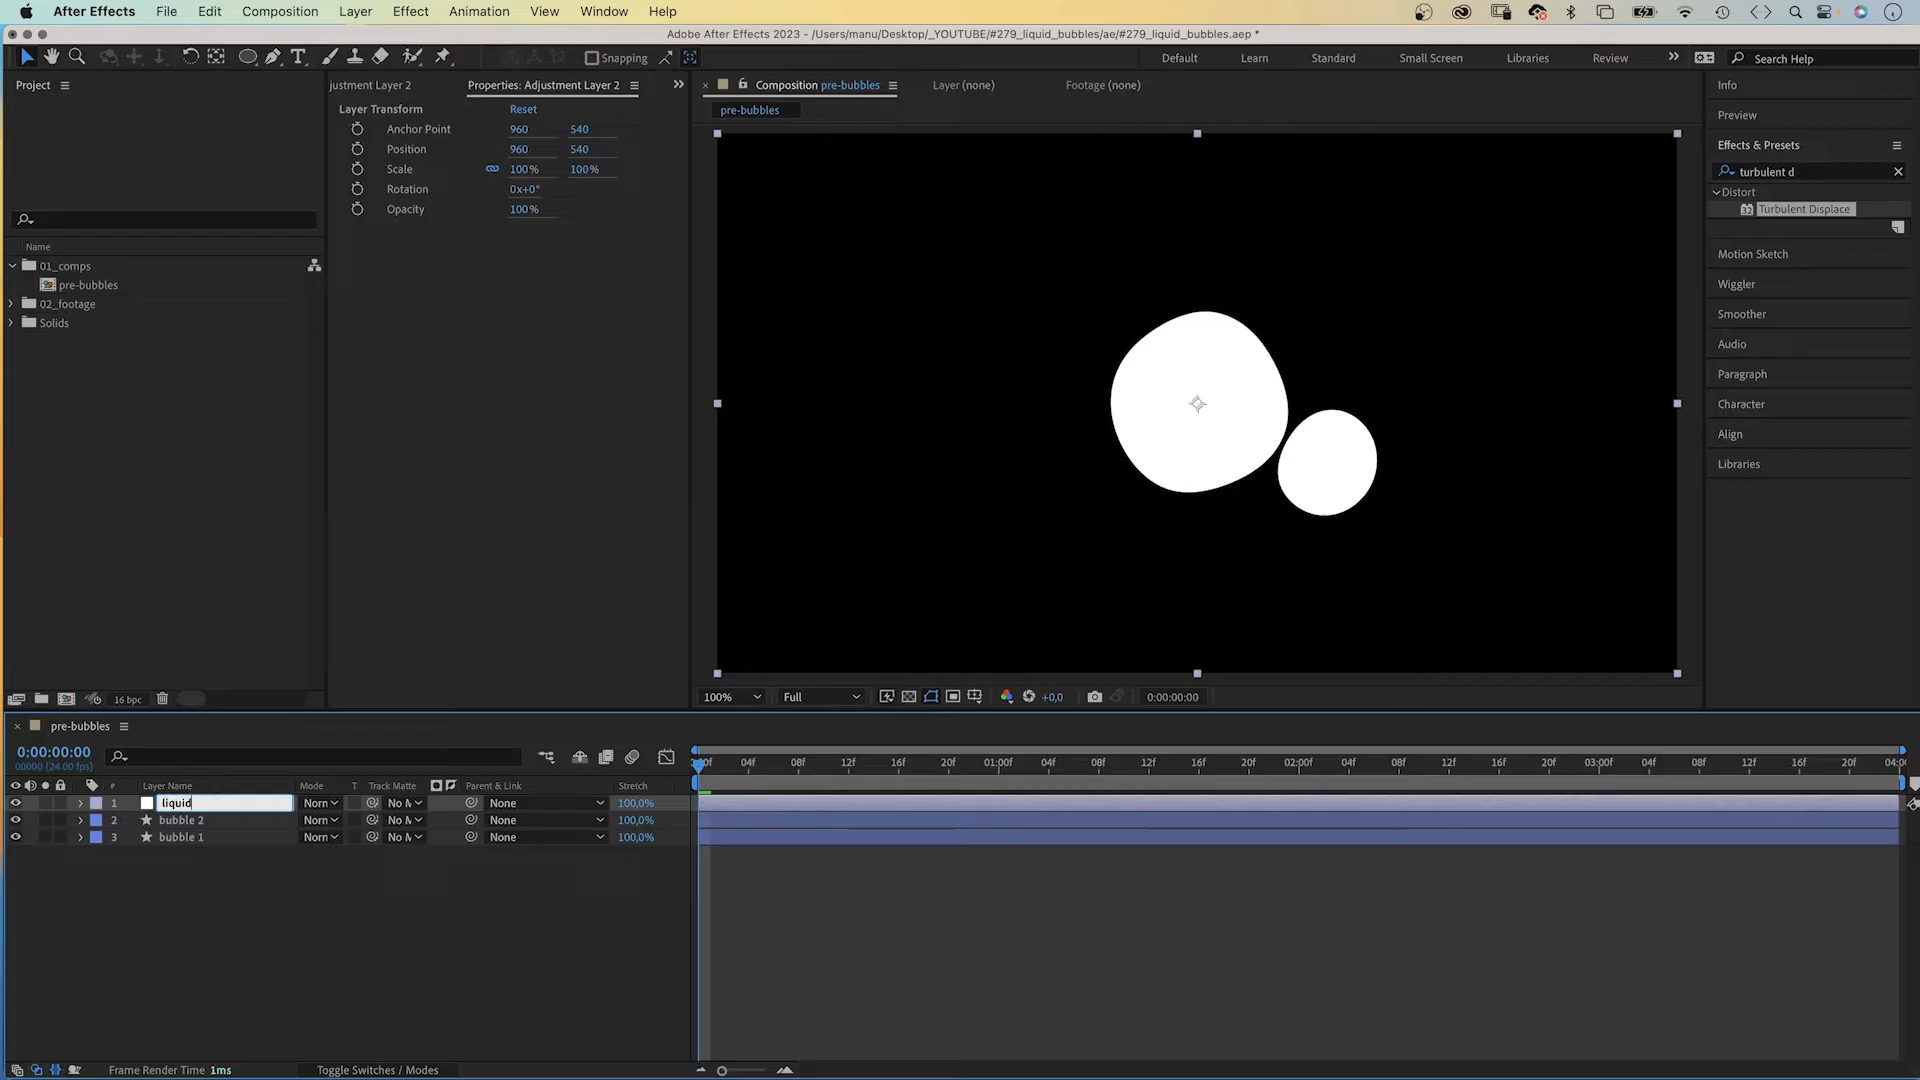 After Effects File Edit Composition Layer Effect Animation View Window Help
Adobe After Effects 2023 - /Users/manu/Desktop/_YOUTUBE/#279_liquid_bubbles/ae/#279_liquid_bubbles.aep *
Snapping
Default Learn Standard Small Screen Libraries Review » Search Help
Project
justment Layer 2 Properties: Adjustment Layer 2 »
Composition pre-bubbles Layer (none) Footage (none)
pre-bubbles
Layer Transform Reset
Anchor Point 960 540
Position 960 540
Scale 100% 100%
Rotation 0x+0°
Opacity 100%
Name
01_comps
pre-bubbles
02_footage
Solids
16 bpc
Info
Preview
Effects & Presets
turbulent d
Distort
32 Turbulent Displace
Motion Sketch
Wiggler
Smoother
Audio
Paragraph
Character
Align
Libraries
100% Full +0,0 0:00:00:00
pre-bubbles
0:00:00:00
00000 (24.00 fps)
# Layer Name Mode T Track Matte Parent & Link Stretch
04f 08f 12f 16f 20f 01:00f 04f 08f 12f 16f 20f 02:00f 04f 08f 12f 16f 20f 03:00f 04f 08f 12f 16f 20f 04:0
1 liquid Norn No None 100,0%
2 bubble 2 Norn No None 100,0%
3 bubble 1 Norn No None 100,0%
Frame Render Time 1ms Toggle Switches / Modes